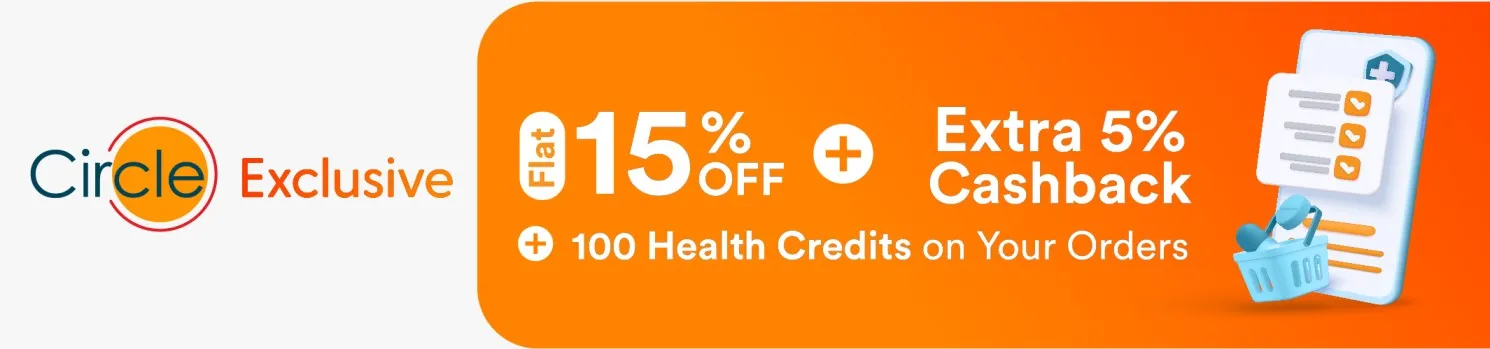 Circle Exclusive
Flat 15% OFF + Extra 5% Cashback
+ 100 Health Credits on Your Orders